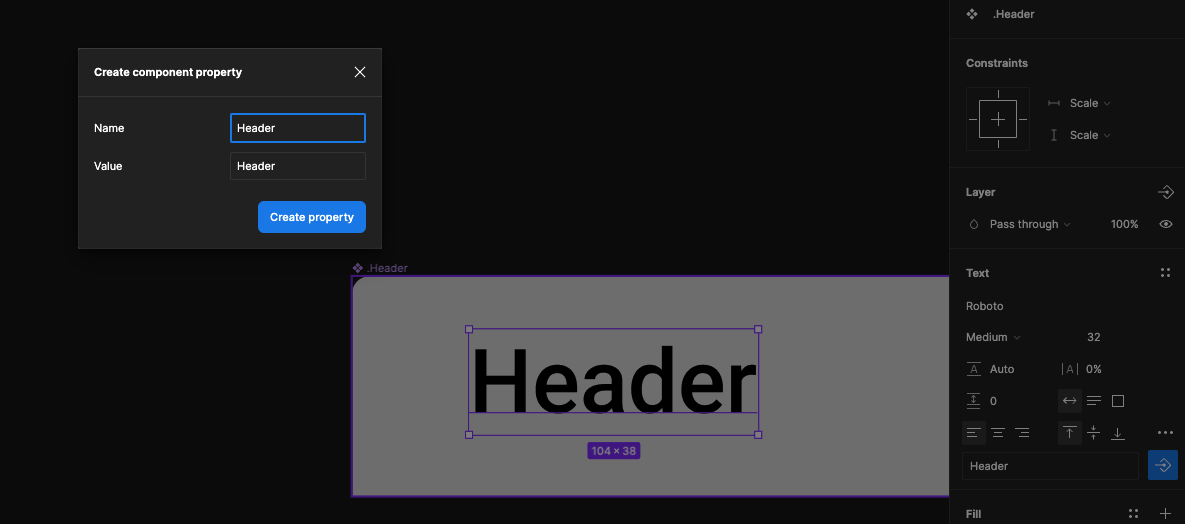 Create component property
Name
Header
Value
Header
Create property
.Header
Header
104 × 38
.Header
Constraints
Scale
Scale
Layer
Pass through
100%
Text
Roboto
Medium
32
A
Auto
|A|
0%
0
Header
Fill